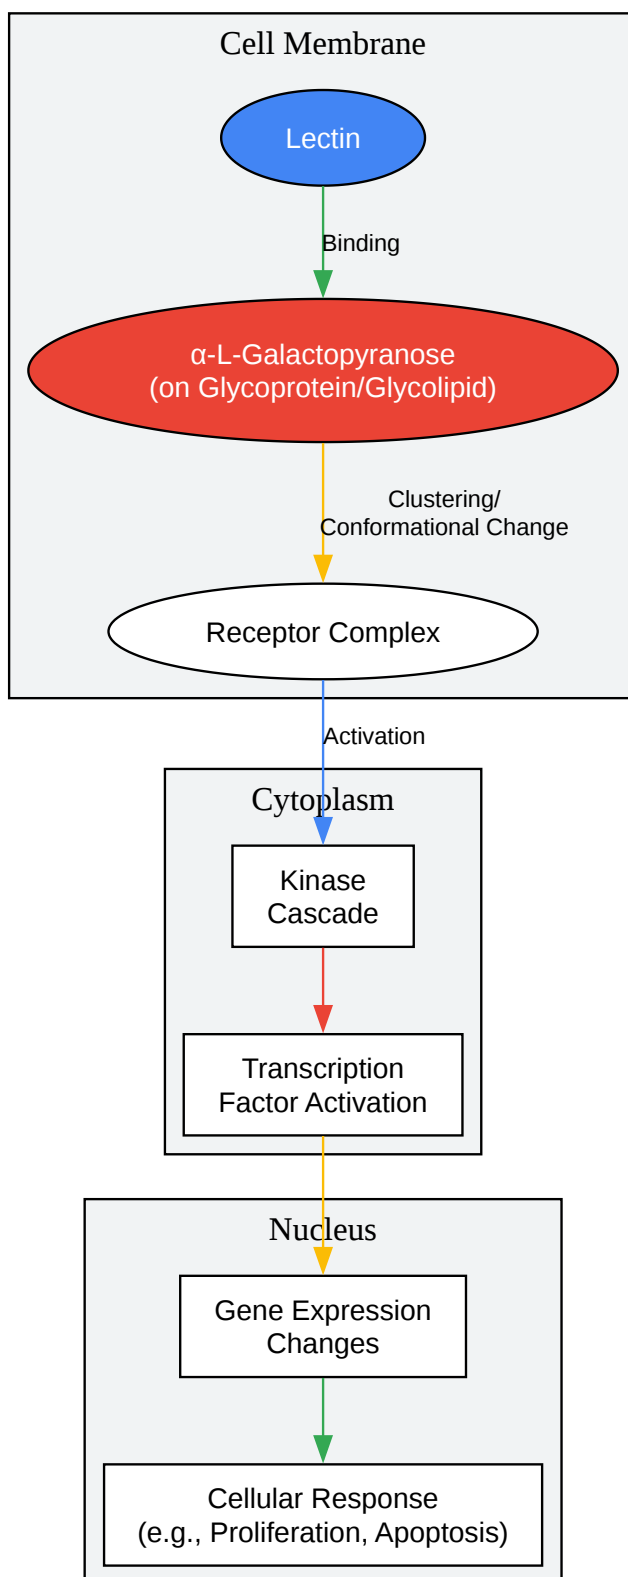 Cell Membrane
Lectin
Binding
α-L-Galactopyranose
(on Glycoprotein/Glycolipid)
Clustering/
Conformational Change
Receptor Complex
Activation
Cytoplasm
Kinase
Cascade
Transcription
Factor Activation
Nucleus
Gene Expression
Changes
Cellular Response
(e.g., Proliferation, Apoptosis)